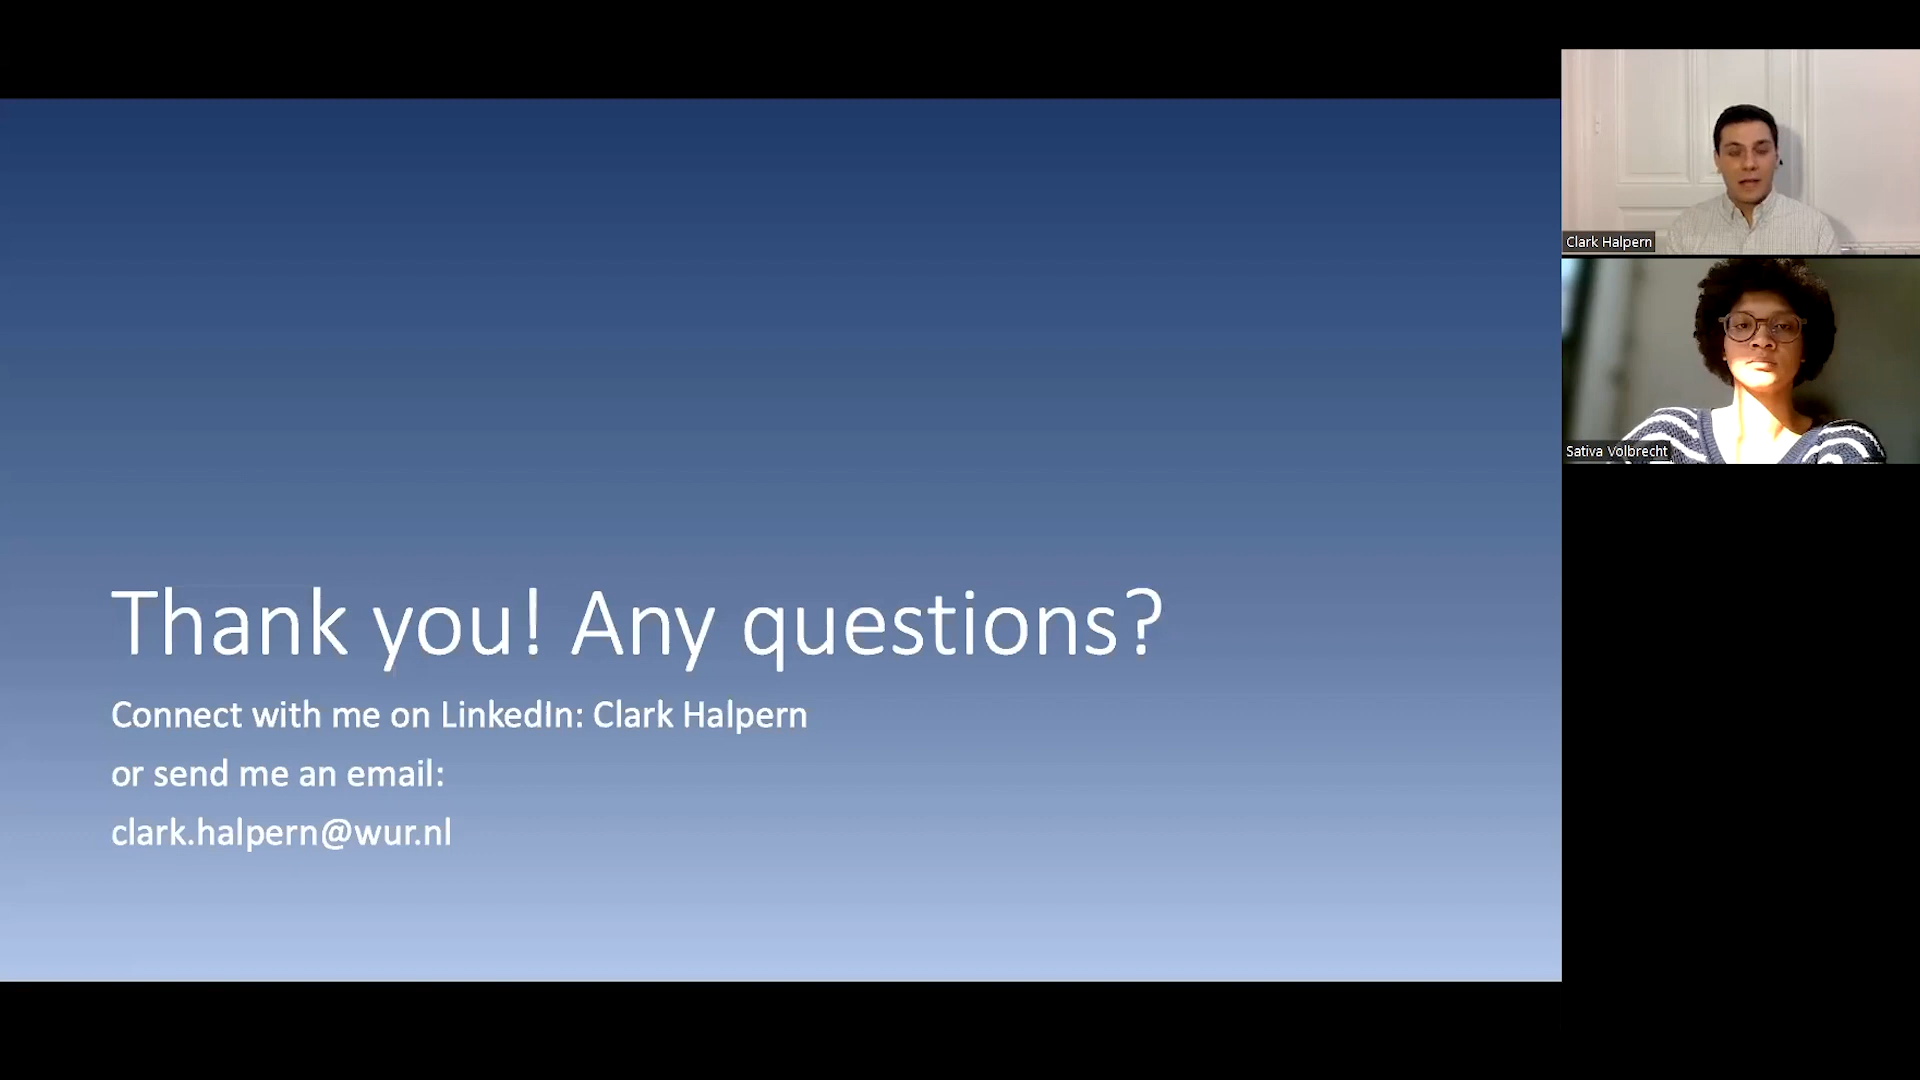 Thank you! Any questions?
Connect with me on LinkedIn: Clark Halpern
or send me an email:
clark.halpern@wur.nl
Clark Halpern
Sativa Volbrecht